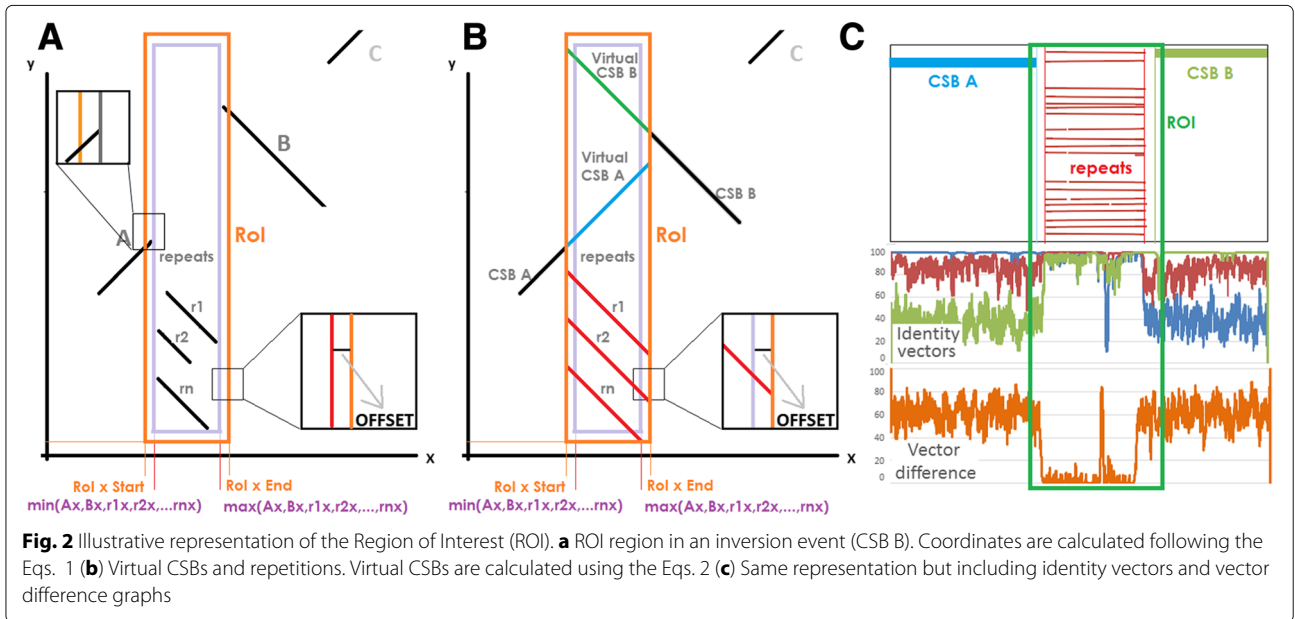 A
y
C
B
A
RoI
repeats
r1
r2
rn
OFFSET
x
RoI x Start
RoI x End
min(Ax,Bx,r1x,r2x,...rnx)
max(Ax,Bx,r1x,r2x,...,rnx)
B
y
Virtual
CSB B
C
Virtual
CSB A
CSB B
CSB A
RoI
repeats
r1
r2
rn
OFFSET
x
RoI x Start
RoI x End
min(Ax,Bx,r1x,r2x,...rnx)
max(Ax,Bx,r1x,r2x,...,rnx)
C
CSB A
CSB B
ROI
repeats
100
80
60
40
20
0
Identity
vectors
100
80
60
40
20
0
Vector
difference
Fig. 2 Illustrative representation of the Region of Interest (ROI). a ROI region in an inversion event (CSB B). Coordinates are calculated following the
Eqs. 1 (b) Virtual CSBs and repetitions. Virtual CSBs are calculated using the Eqs. 2 (c) Same representation but including identity vectors and vector
difference graphs